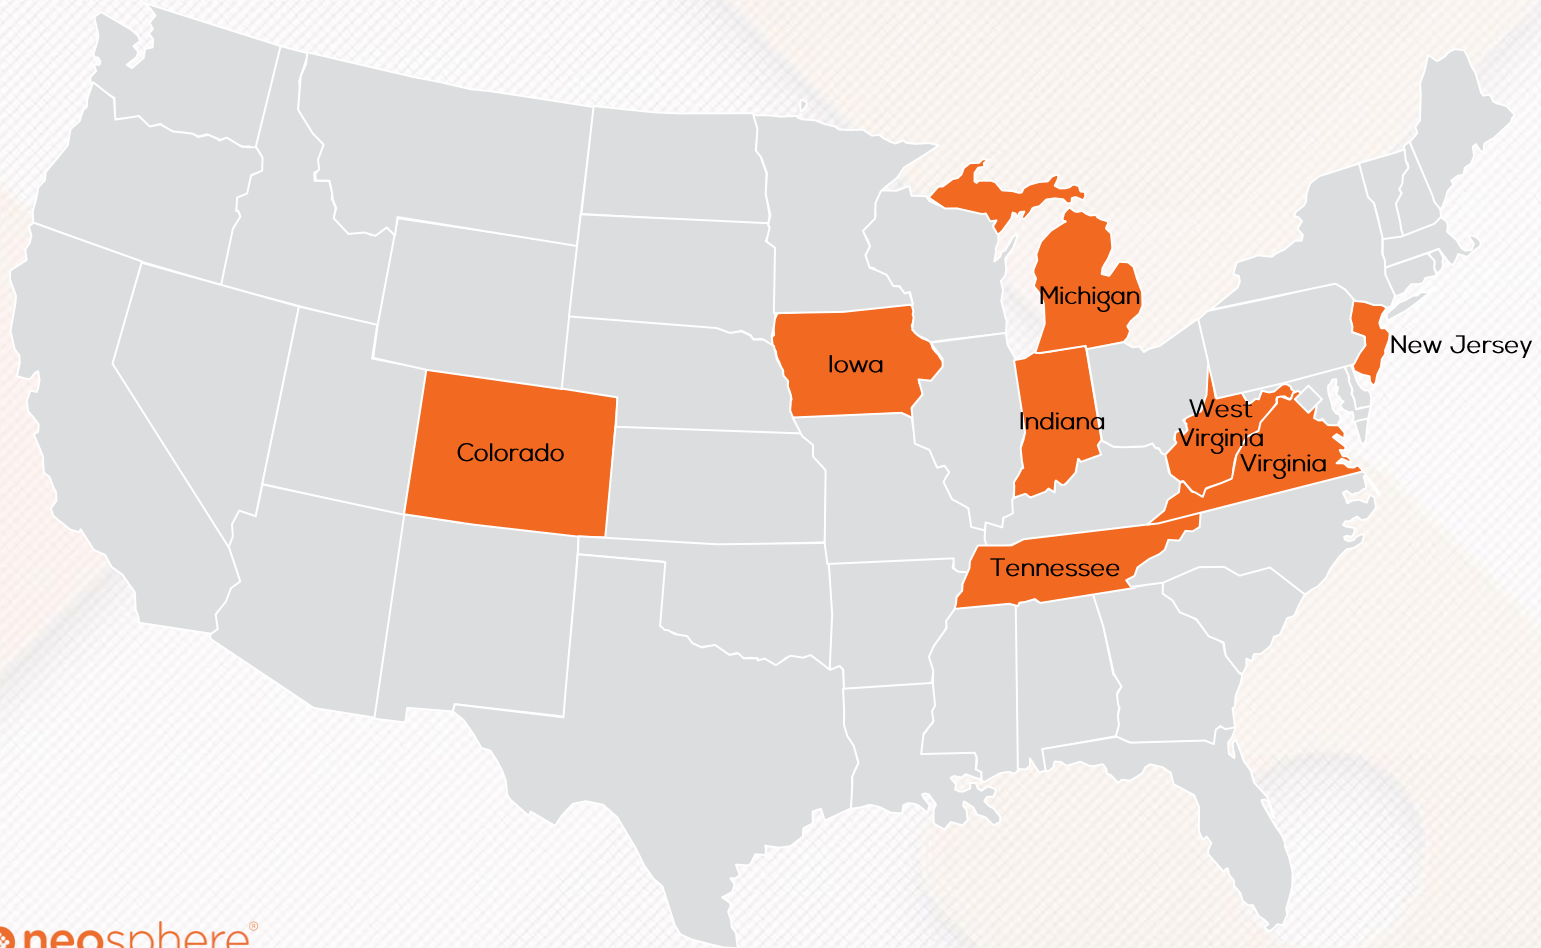 Michigan
New Jersey
Iowa
West
Virginia
Indiana
Colorado
Virginia
Tennessee
neosphere®